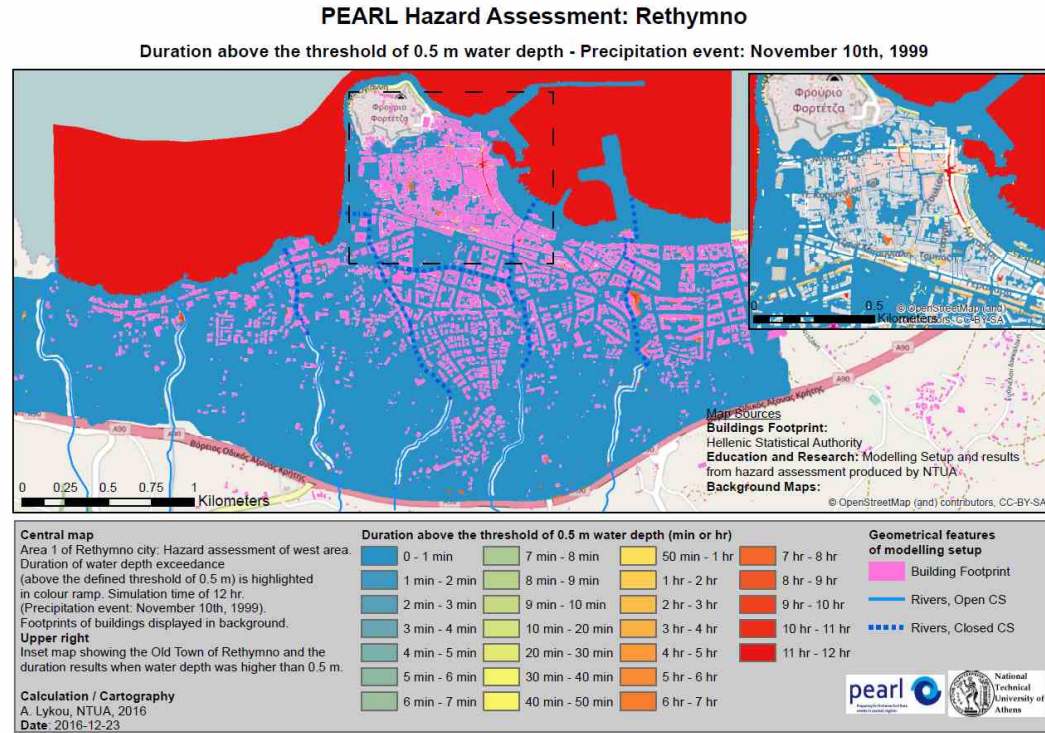 PEARL Hazard Assessment: Rethymno
Duration above the threshold of 0.5 m water depth - Precipitation event: November 10th, 1999
Φρούριο
Φορτέτζα
Φρούριο
Φορτέτζα
0
0.5
Kilometers
© OpenStreetMap (and)
contributors, CC-BY-SA
A90
A90
A90
A90
A90
A90
Βόρειος Οδικός Άξονας Κρήτης
Οδικός Άξονας Κρήτης
0 0.25 0.5 0.75 1
Kilometers
Map Sources
Buildings Footprint:
Hellenic Statistical Authority
Education and Research: Modelling Setup and results
from hazard assessment produced by NTUA
Background Maps:
© OpenStreetMap (and) contributors, CC-BY-SA
Central map
Area 1 of Rethymno city: Hazard assessment of west area.
Duration of water depth exceedance
(above the defined threshold of 0.5 m) is highlighted
in colour ramp. Simulation time of 12 hr.
(Precipitation event: November 10th, 1999).
Footprints of buildings displayed in background.
Upper right
Inset map showing the Old Town of Rethymno and the
duration results when water depth was higher than 0.5 m.
Calculation / Cartography
A. Lykou, NTUA, 2016
Date: 2016-12-23
Duration above the threshold of 0.5 m water depth (min or hr)
0 - 1 min
1 min - 2 min
2 min - 3 min
3 min - 4 min
4 min - 5 min
5 min - 6 min
6 min - 7 min
7 min - 8 min
8 min - 9 min
9 min - 10 min
10 min - 20 min
20 min - 30 min
30 min - 40 min
40 min - 50 min
50 min - 1 hr
1 hr - 2 hr
2 hr - 3 hr
3 hr - 4 hr
4 hr - 5 hr
5 hr - 6 hr
6 hr - 7 hr
7 hr - 8 hr
8 hr - 9 hr
9 hr - 10 hr
10 hr - 11 hr
11 hr - 12 hr
Geometrical features
of modelling setup
Building Footprint
Rivers, Open CS
Rivers, Closed CS
pearl
National
Technical
University of
Athens